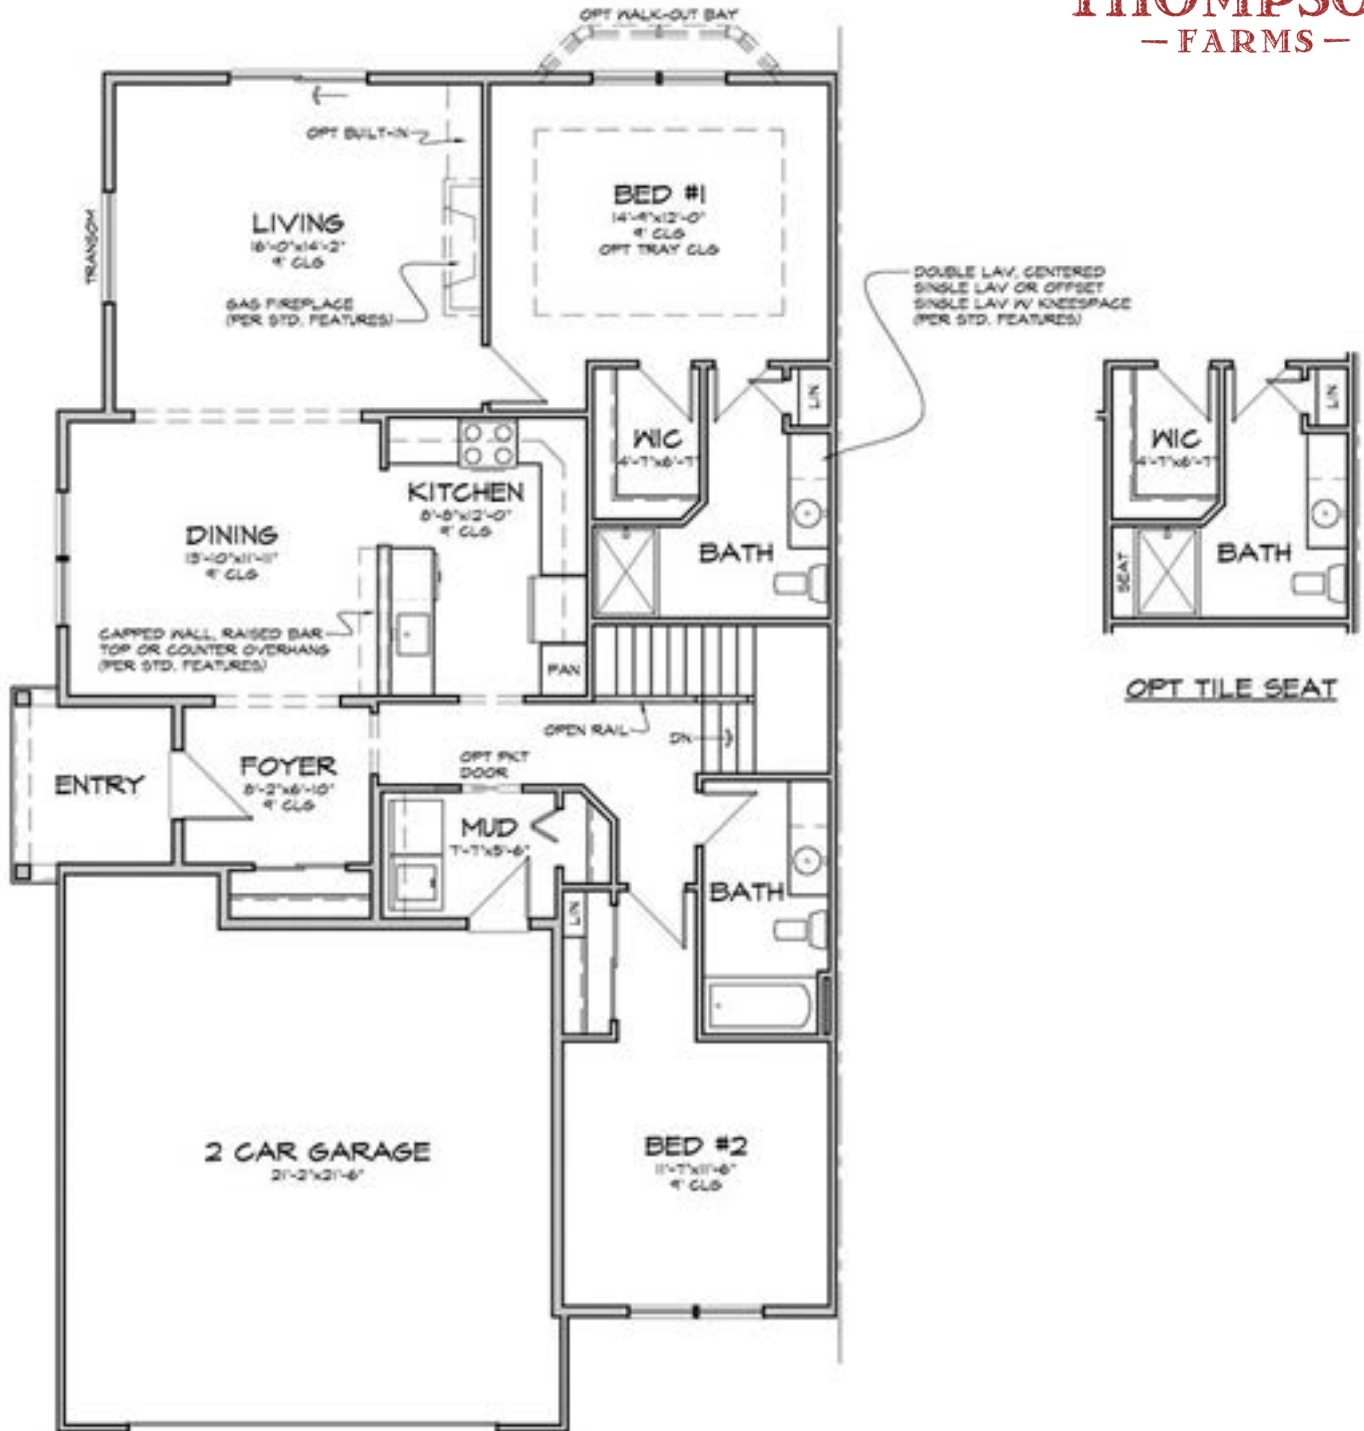 THOMPSO
– FARMS –
OPT WALK-OUT BAY
OPT BUILT-IN
TRANSOM
LIVING
16'-0"x14'-2"
9' CLG
GAS FIREPLACE
(PER STD. FEATURES)
BED #1
14'-9"x12'-0"
9' CLG
OPT TRAY CLG
DOUBLE LAV, CENTERED
SINGLE LAV OR OFFSET
SINGLE LAV W/ KNEESPACE
(PER STD. FEATURES)
WIC
4'-7"x6'-7"
LIN
BATH
KITCHEN
8'-8"x12'-0"
9' CLG
DINING
13'-10"x11'-11"
9' CLG
CAPPED WALL, RAISED BAR
TOP OR COUNTER OVERHANG
(PER STD. FEATURES)
PAN
WIC
4'-7"x6'-7"
LIN
SEAT
BATH
OPT TILE SEAT
OPEN RAIL
DN
ENTRY
FOYER
8'-2"x6'-10"
9' CLG
OPT PKT
DOOR
MUD
7'-7"x5'-6"
LIN
BATH
2 CAR GARAGE
21'-2"x21'-6"
BED #2
11'-7"x11'-6"
9' CLG